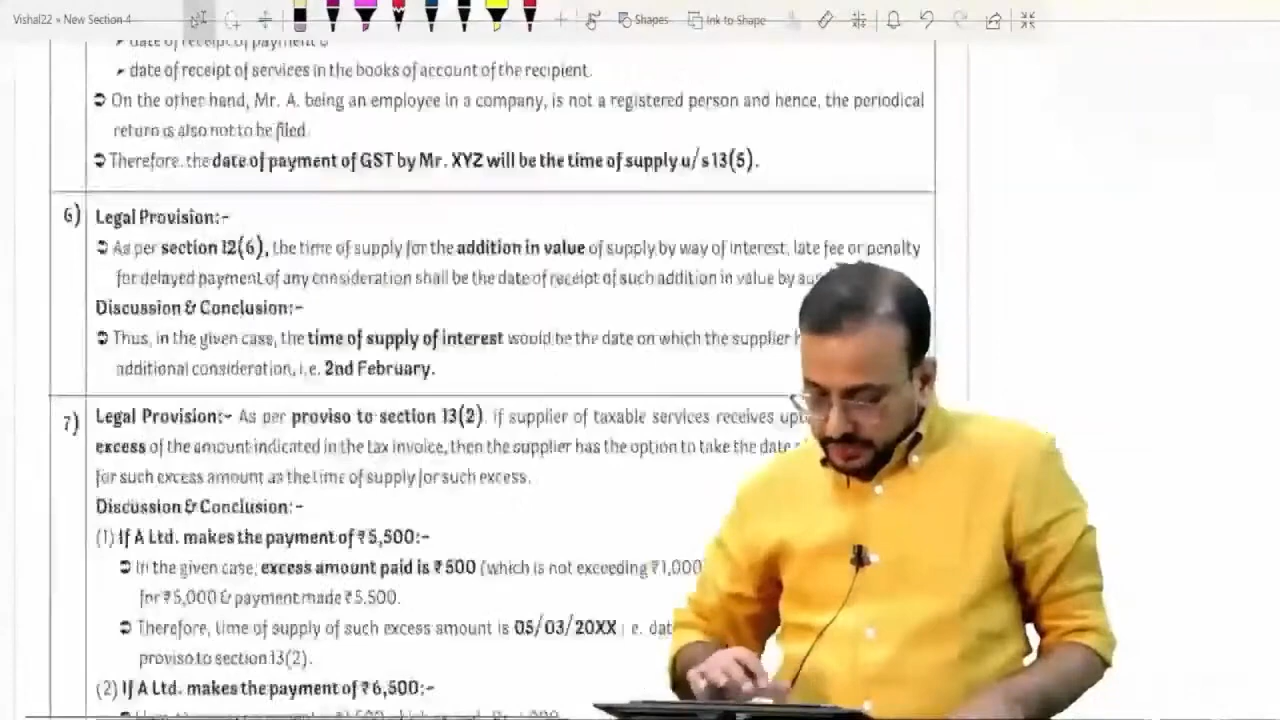 Vishal22 » New Section 4
Shapes
Ink to Shape
date of receipt of payment &
➤ date of receipt of services in the books of account of the recipient.
➲ On the other hand, Mr. A. being an employee in a company, is not a registered person and hence, the periodical
return is also not to be filed
➲ Therefore, the date of payment of GST by Mr. XYZ will be the time of supply u/s 13(5).
6) Legal Provision:-
➲ As per section 12(6), the time of supply for the addition in value of supply by way of interest, late fee or penalty
for delayed payment of any consideration shall be the date of receipt of such addition in value by
Discussion & Conclusion:-
➲ Thus, in the given case, the time of supply of interest would be the date on which the supplier
additional consideration, i.e. 2nd February.
7) Legal Provision:- As per proviso to section 13(2), if supplier of taxable services receives
excess of the amount indicated in the tax invoice, then the supplier has the option to take the date
for such excess amount as the time of supply for such excess.
Discussion & Conclusion:-
(1) If A Ltd. makes the payment of ₹5,500:-
➲ In the given case, excess amount paid is ₹500 (which is not exceeding ₹1,000
for ₹5,000 & payment made ₹5,500.
➲ Therefore, time of supply of such excess amount is 05/03/20XX i.e.
proviso to section 13(2).
(2) If A Ltd. makes the payment of ₹6,500:-